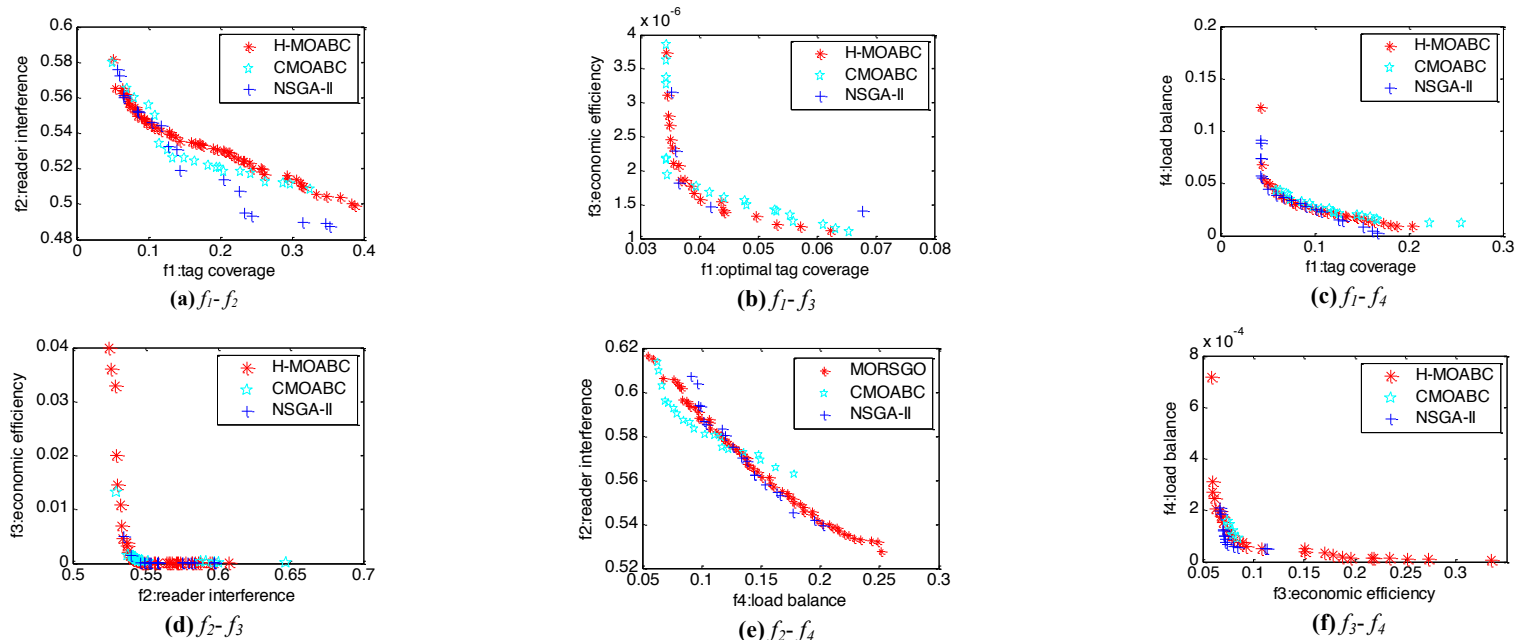 0.6
0.58
0.56
0.54
0.52
0.5
0.48
0 0.1 0.2 0.3 0.4
f2:reader interference
f1:tag coverage
H-MOABC
CMOABC
NSGA-II
(a) f1- f2
x 10^-6
4
3.5
3
2.5
2
1.5
1
0.03 0.04 0.05 0.06 0.07 0.08
f3:economic efficiency
f1:optimal tag coverage
H-MOABC
CMOABC
NSGA-II
(b) f1- f3
0.2
0.15
0.1
0.05
0
0 0.1 0.2 0.3
f4:load balance
f1:tag coverage
H-MOABC
CMOABC
NSGA-II
(c) f1- f4
0.04
0.03
0.02
0.01
0
0.5 0.55 0.6 0.65 0.7
f3:economic efficiency
f2:reader interference
H-MOABC
CMOABC
NSGA-II
(d) f2- f3
0.62
0.6
0.58
0.56
0.54
0.52
0.05 0.1 0.15 0.2 0.25 0.3
f2:reader interference
f4:load balance
MORSGO
CMOABC
NSGA-II
(e) f2- f4
x 10^-4
8
6
4
2
0
0.05 0.1 0.15 0.2 0.25 0.3
f4:load balance
f3:economic efficiency
H-MOABC
CMOABC
NSGA-II
(f) f3- f4